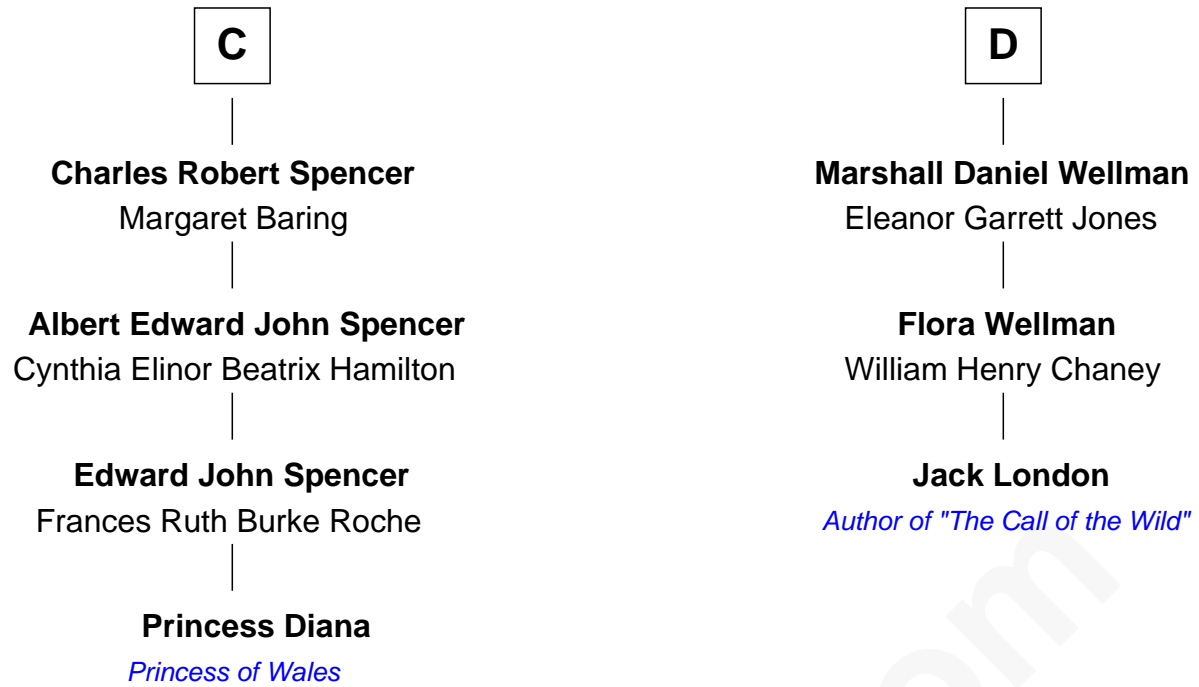 C
Charles Robert Spencer
Margaret Baring
Albert Edward John Spencer
Cynthia Elinor Beatrix Hamilton
Edward John Spencer
Frances Ruth Burke Roche
Princess Diana
Princess of Wales
D
Marshall Daniel Wellman
Eleanor Garrett Jones
Flora Wellman
William Henry Chaney
Jack London
Author of "The Call of the Wild"
om